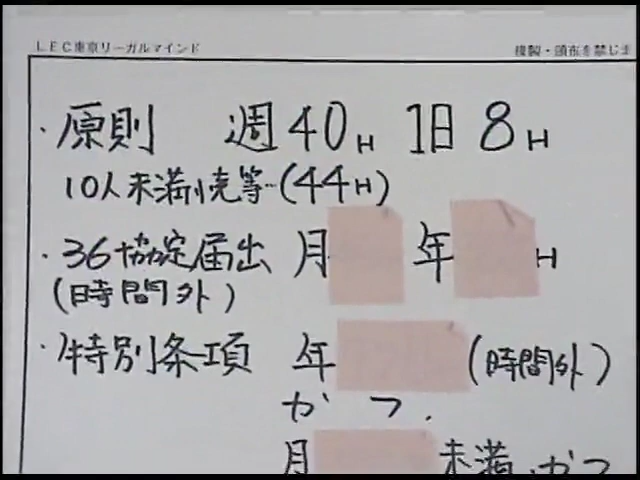 LEC東京リーガルマインド 複製・頒布を禁じま
・原則 週40H 1日8H
10人未満 等…(44H)
・36協定届出 月 年 H
(時間外)
・特別条項 年 (時間外)
かつ.
月 未満 かつ